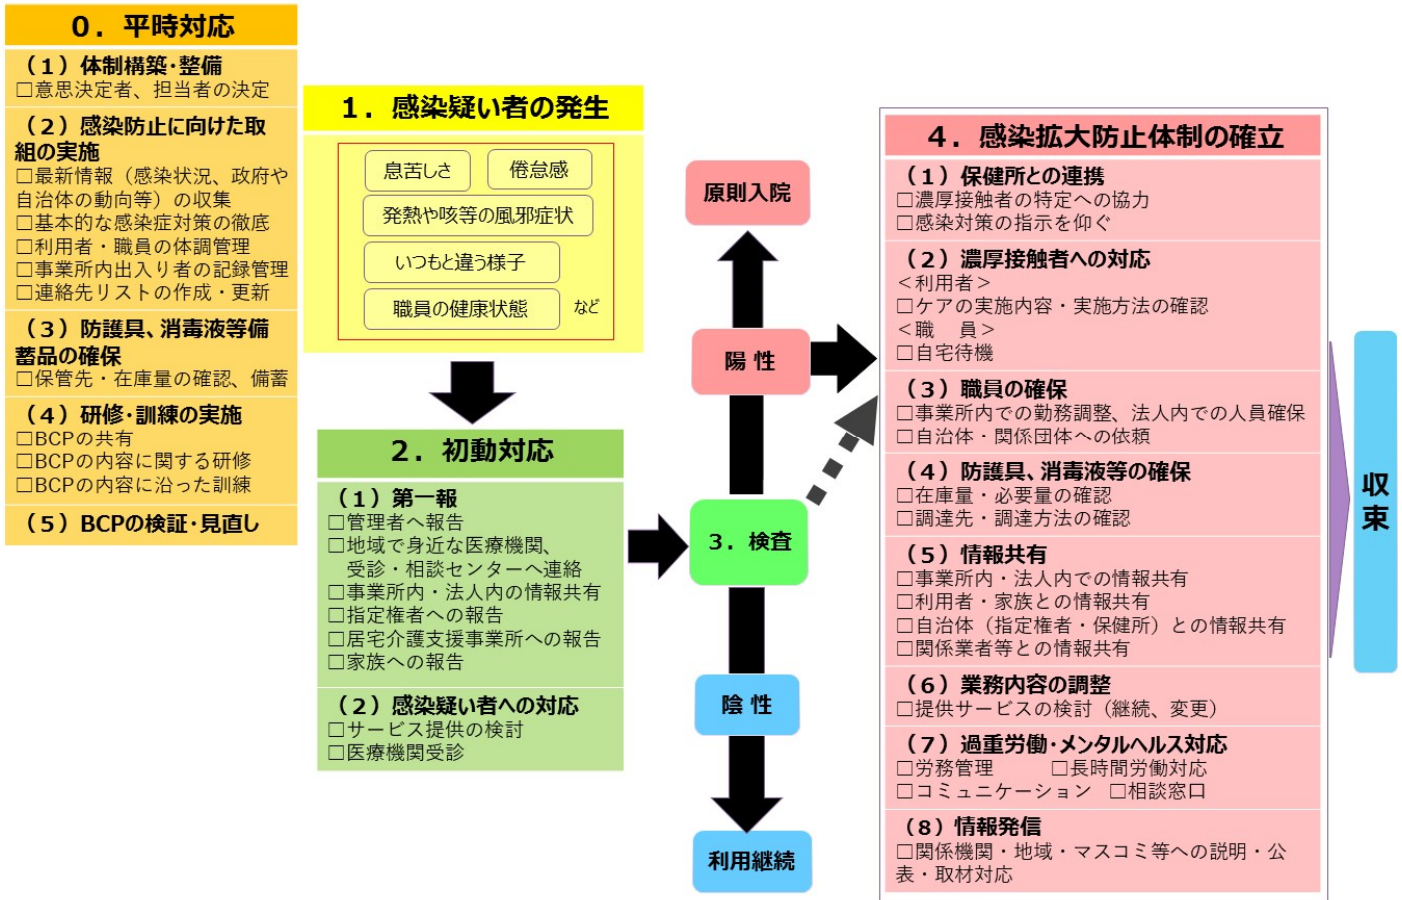 ０．平時対応
（１）体制構築・整備
□意思決定者、担当者の決定
（２）感染防止に向けた取
組の実施
□最新情報（感染状況、政府や
自治体の動向等）の収集
□基本的な感染症対策の徹底
□利用者・職員の体調管理
□事業所内出入り者の記録管理
□連絡先リストの作成・更新
（３）防護具、消毒液等備
蓄品の確保
□保管先・在庫量の確認、備蓄
（４）研修・訓練の実施
□BCPの共有
□BCPの内容に関する研修
□BCPの内容に沿った訓練
（５）BCPの検証・見直し
１．感染疑い者の発生
息苦しさ
倦怠感
発熱や咳等の風邪症状
いつもと違う様子
職員の健康状態
など
２．初動対応
（１）第一報
□管理者へ報告
□地域で身近な医療機関、
受診・相談センターへ連絡
□事業所内・法人内の情報共有
□指定権者への報告
□居宅介護支援事業所への報告
□家族への報告
（２）感染疑い者への対応
□サービス提供の検討
□医療機関受診
原則入院
陽 性
３．検査
陰 性
利用継続
４．感染拡大防止体制の確立
（１）保健所との連携
□濃厚接触者の特定への協力
□感染対策の指示を仰ぐ
（２）濃厚接触者への対応
＜利用者＞
□ケアの実施内容・実施方法の確認
＜職　員＞
□自宅待機
（３）職員の確保
□事業所内での勤務調整、法人内での人員確保
□自治体・関係団体への依頼
（４）防護具、消毒液等の確保
□在庫量・必要量の確認
□調達先・調達方法の確認
（５）情報共有
□事業所内・法人内での情報共有
□利用者・家族との情報共有
□自治体（指定権者・保健所）との情報共有
□関係業者等との情報共有
（６）業務内容の調整
□提供サービスの検討（継続、変更）
（７）過重労働・メンタルヘルス対応
□労務管理　　　□長時間労働対応
□コミュニケーション　□相談窓口
（８）情報発信
□関係機関・地域・マスコミ等への説明・公
表・取材対応
収束